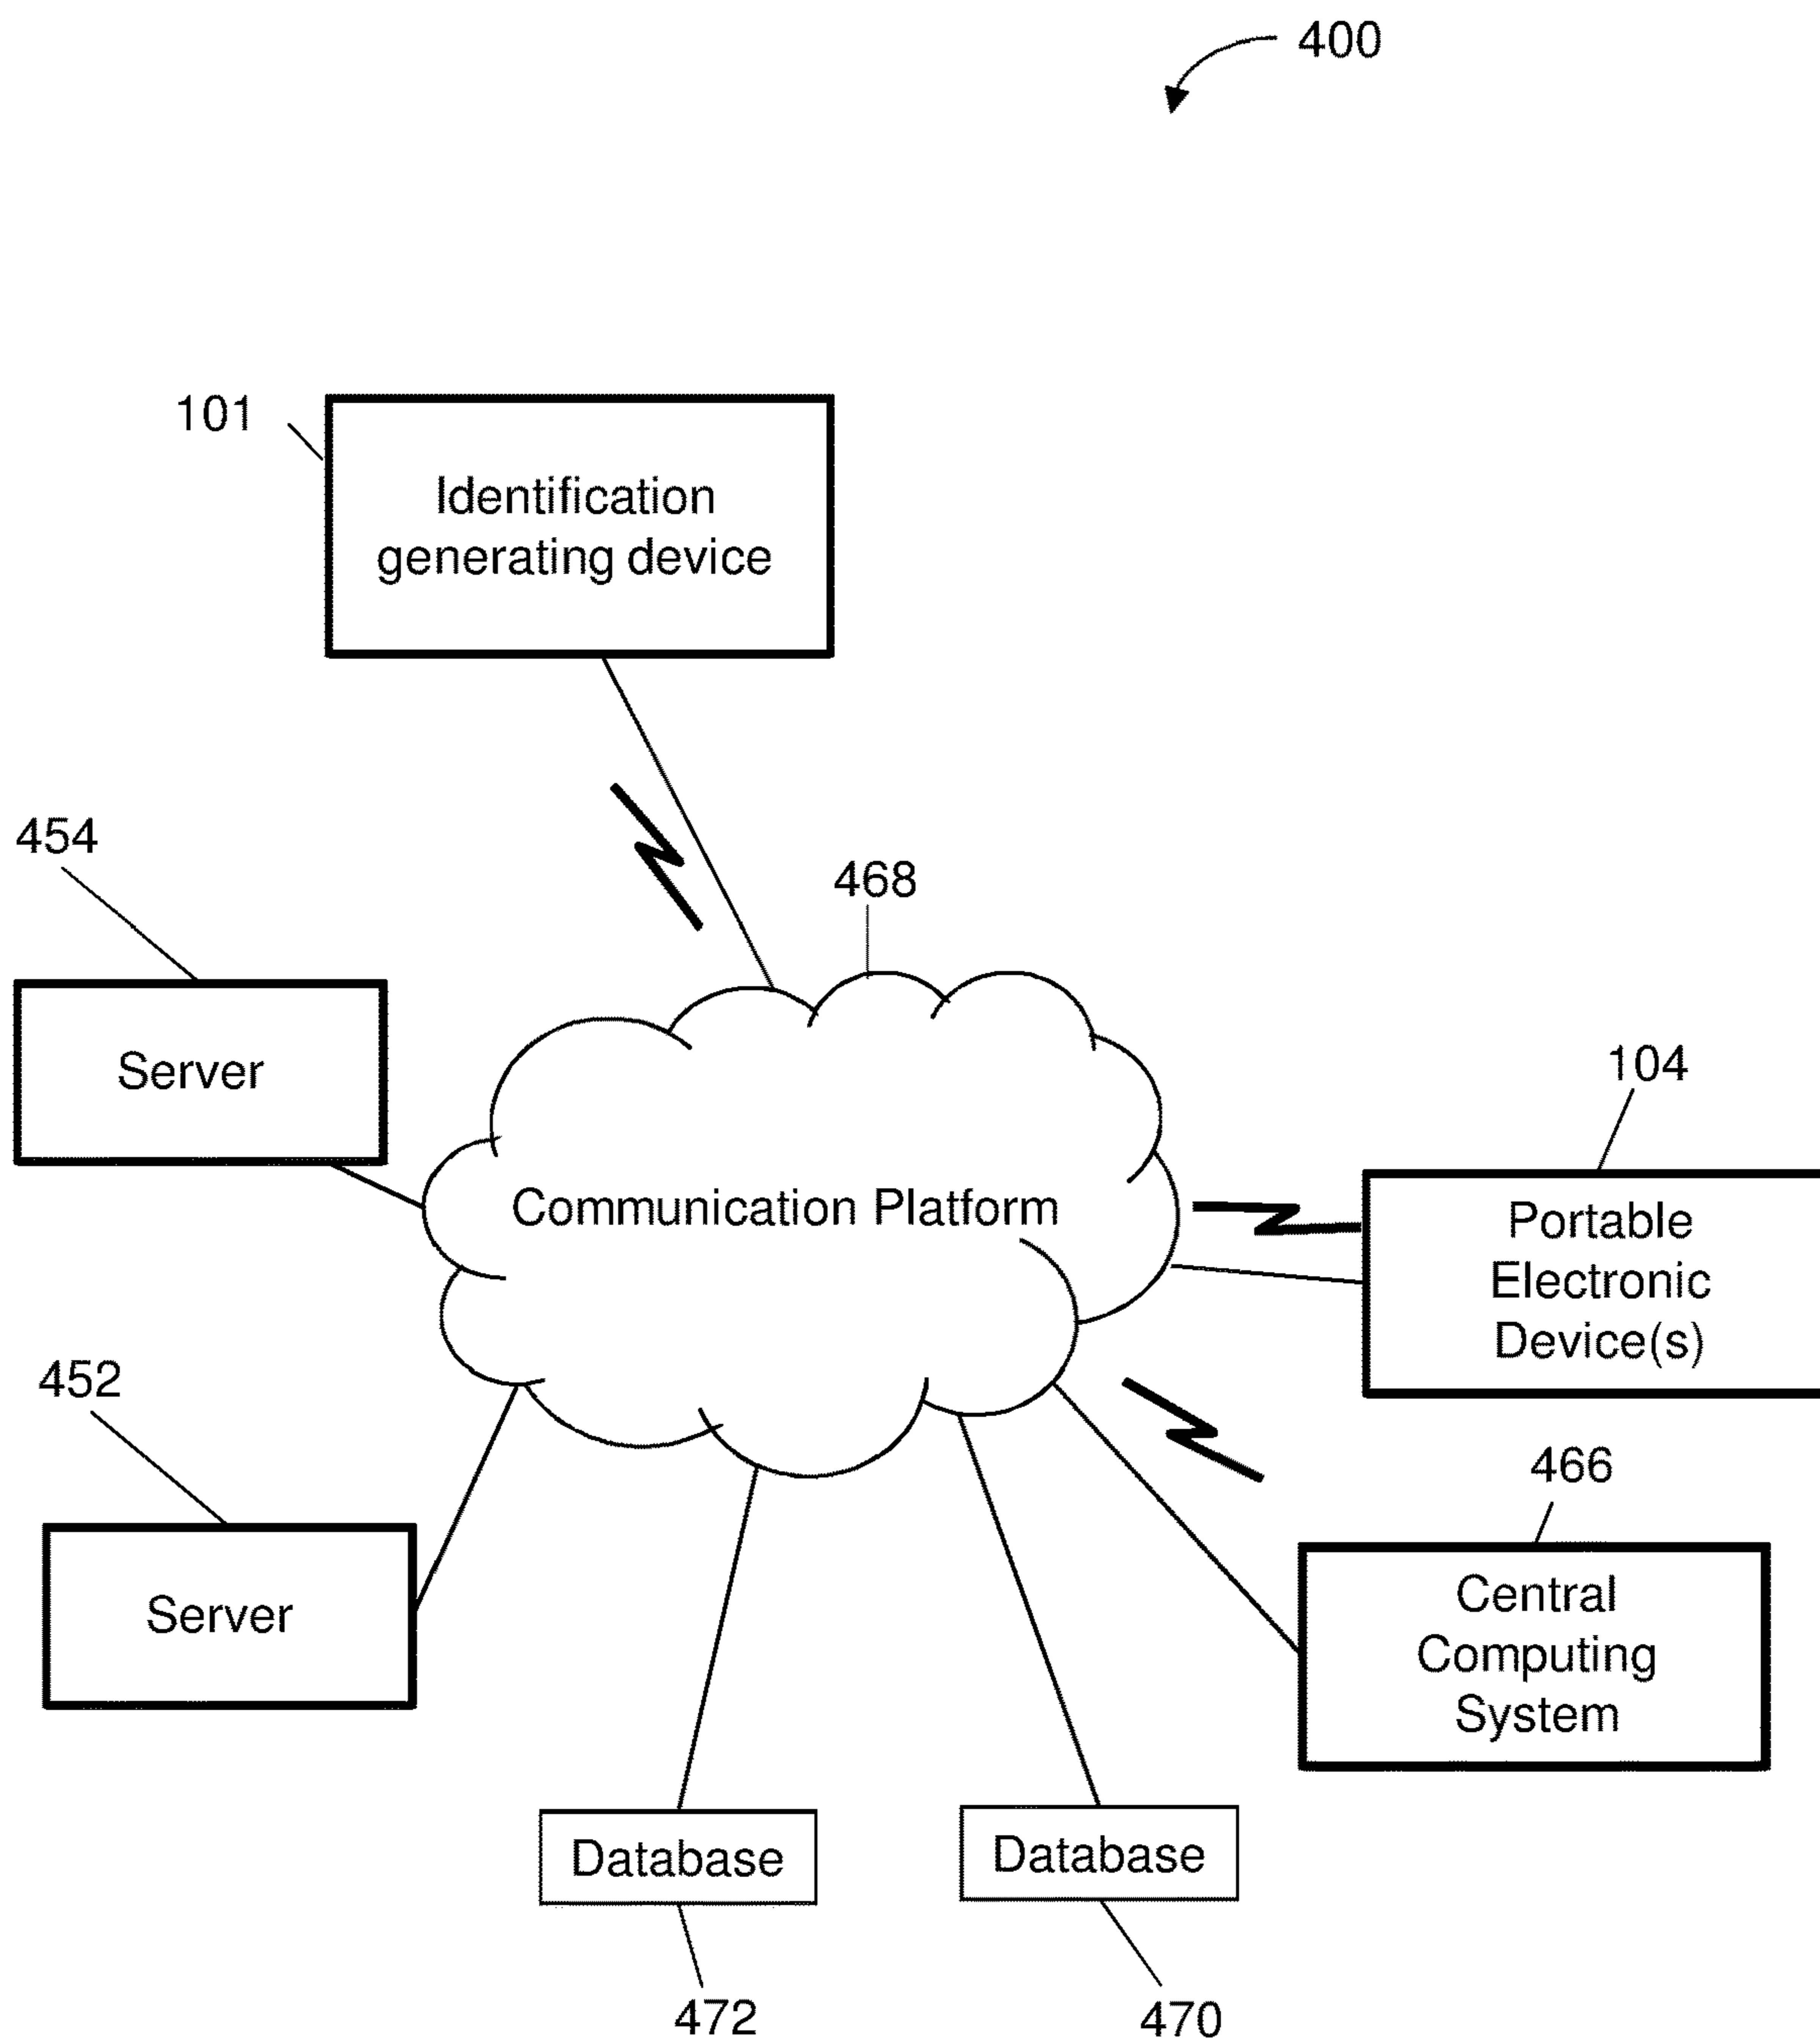 400
101
Identification
generating device
454
468
Server
104
Communication Platform
Portable
Electronic
Device(s)
452
466
Server
Central
Computing
System
Database
Database
472
470